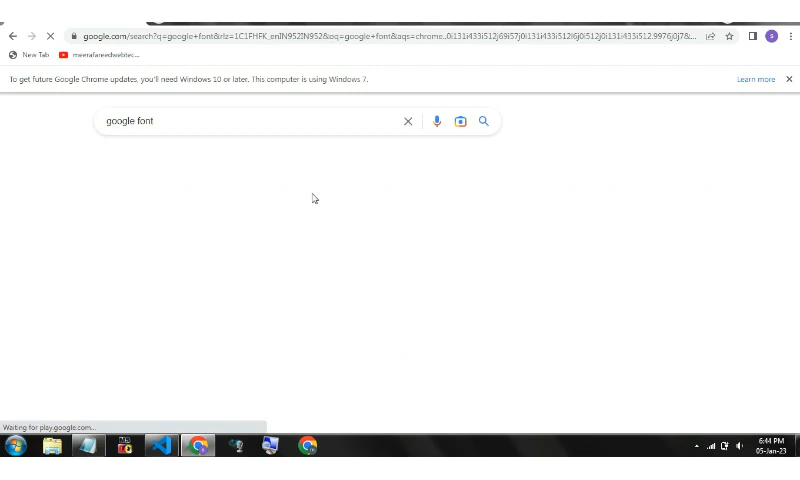 google.com/search?q=google+font&rlz=1C1FHFK_enIN952IN952&oq=google+font&aqs=chrome..0i131i433i512j69i57j0i131i433i512l6j0i512j0i131i433i512.9976j0j7&...
New Tab
meerafareedwebtec...
To get future Google Chrome updates, you'll need Windows 10 or later. This computer is using Windows 7.
Learn more
google font
Waiting for play.google.com...
6:44 PM
05-Jan-23